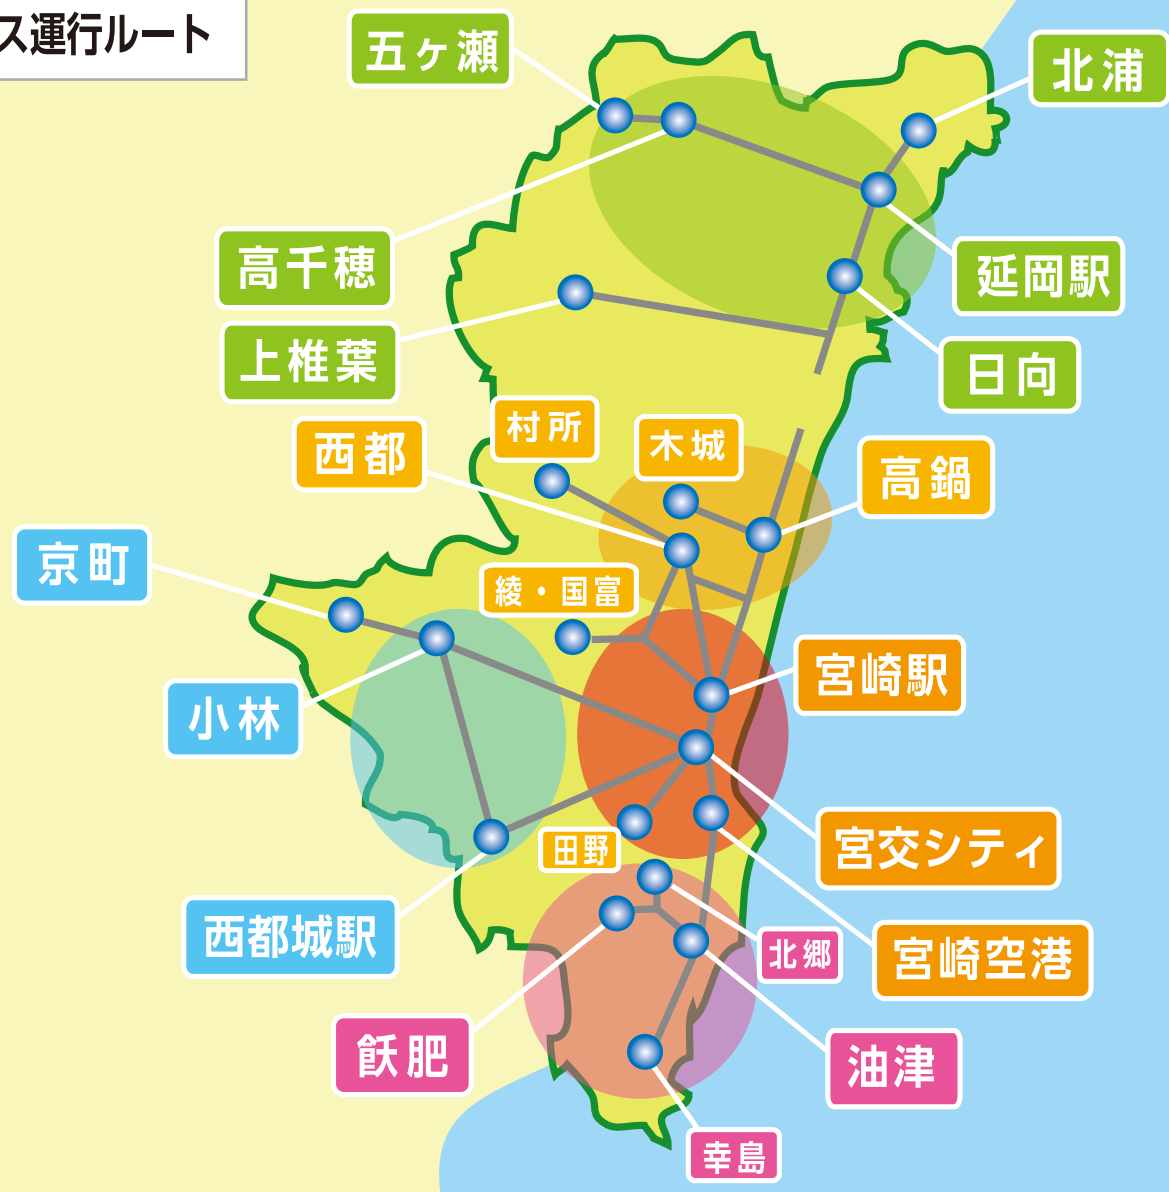 ス運行ルート
五ヶ瀬
北浦
高千穂
延岡駅
上椎葉
日向
村所
木城
西都
高鍋
京町
綾・国富
宮崎駅
小林
宮交シティ
田野
西都城駅
北郷
宮崎空港
飫肥
油津
幸島